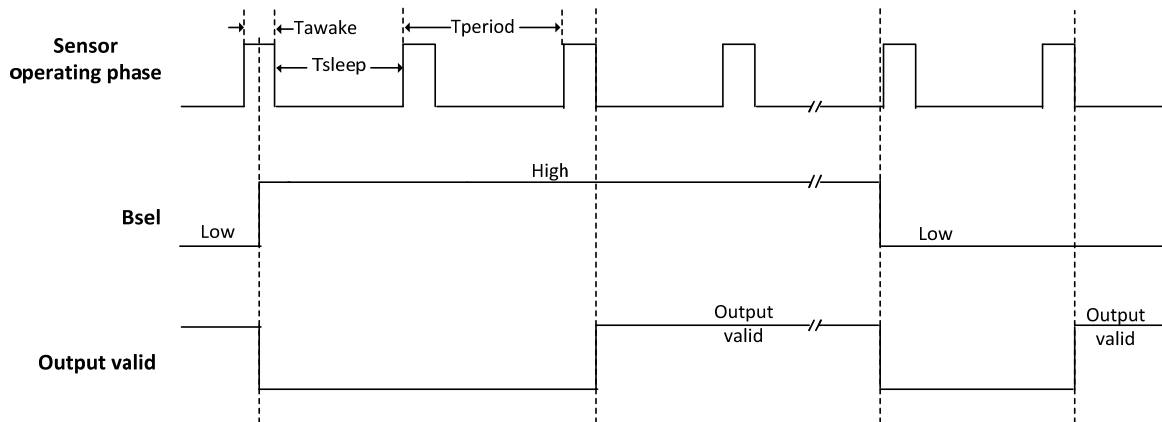 Sensor
operating phase
Tawake
Tsleep
Tperiod
Bsel
Low
High
Low
Output valid
Output
valid
Output
valid